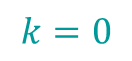 k = 0